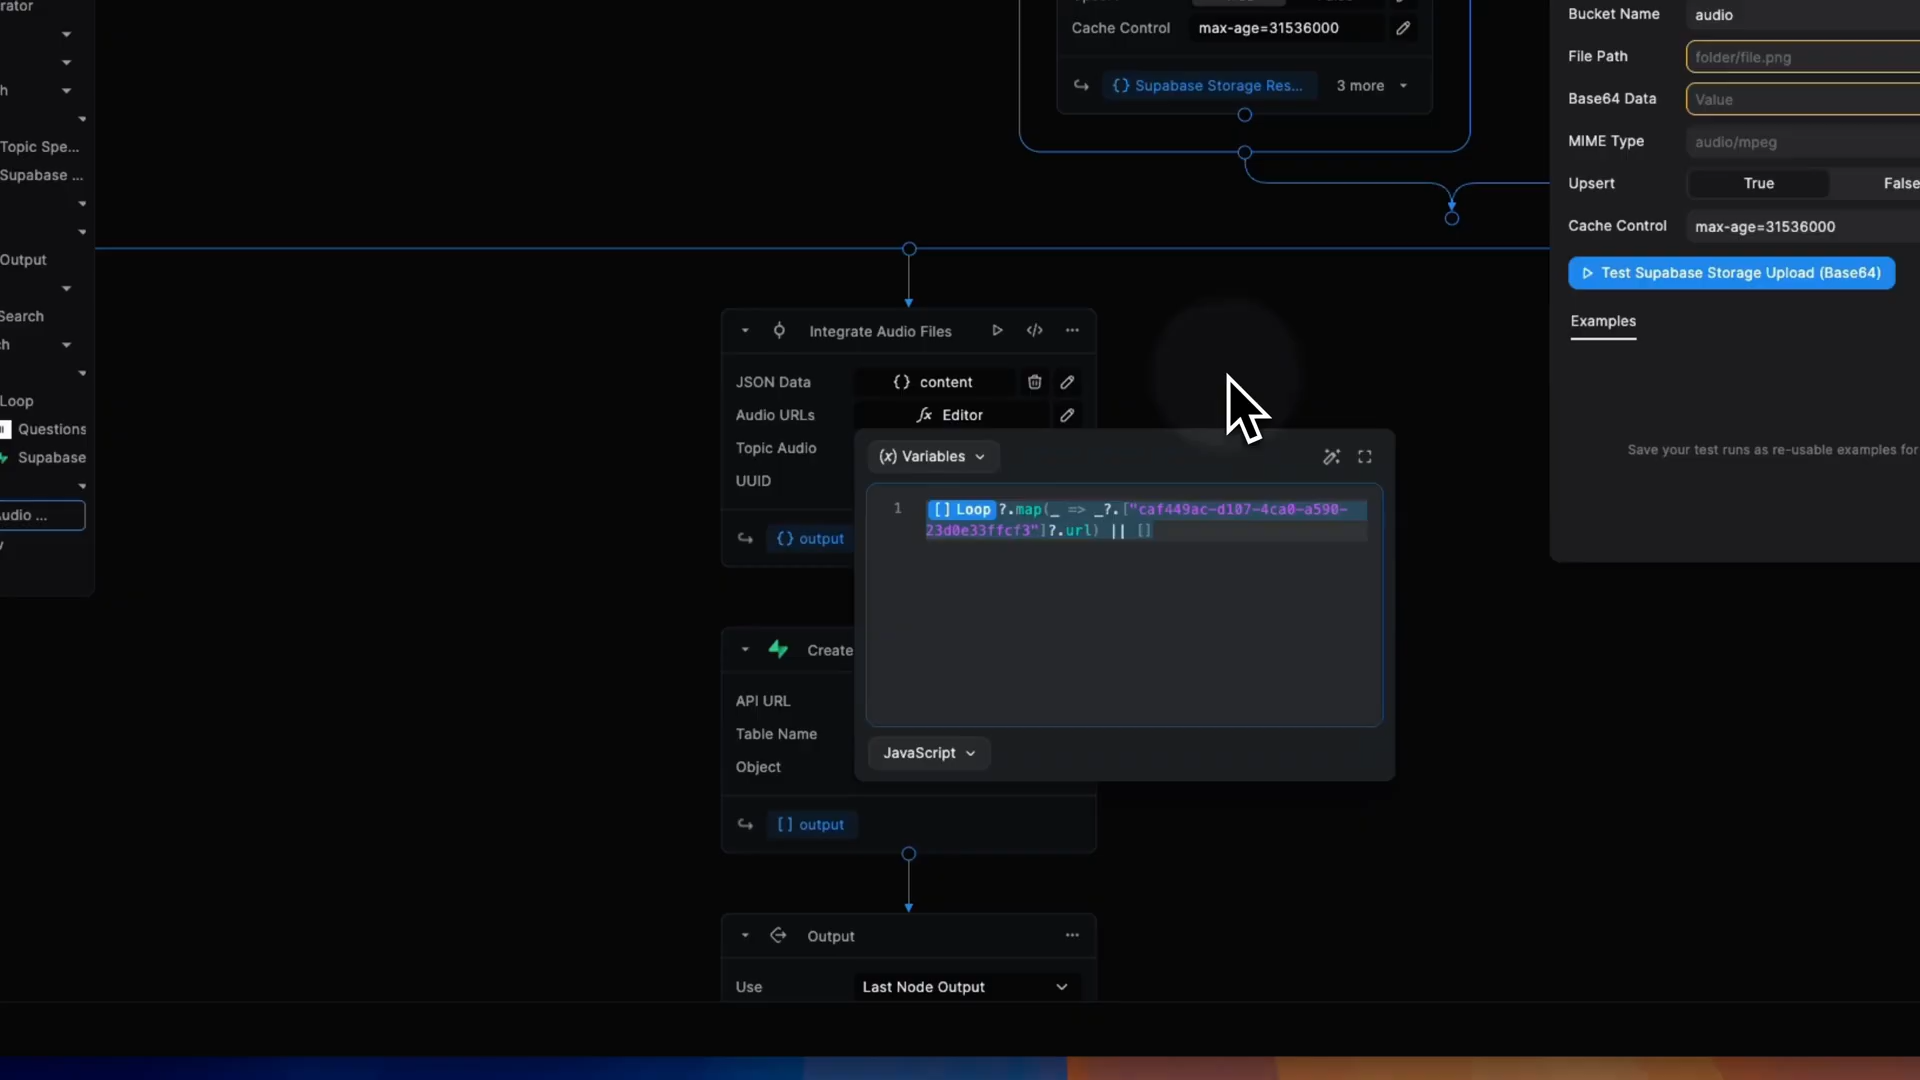 rator
h
Topic Spe...
Supabase ...
Output
Search
ch
Loop
Questions
Supabase
Audio ...
Cache Control max-age=31536000
{} Supabase Storage Res... 3 more
Integrate Audio Files
JSON Data {} content
Audio URLs fx Editor
Topic Audio
UUID
{} output
(x) Variables
1 [] Loop ?.map(_ => _?.["caf449ac-d107-4ca0-a590-
23d0e33ffcf3"]?.url) || []
JavaScript
Create
API URL
Table Name
Object
[] output
Output
Use Last Node Output
Bucket Name audio
File Path folder/file.png
Base64 Data Value
MIME Type audio/mpeg
Upsert True False
Cache Control max-age=31536000
Test Supabase Storage Upload (Base64)
Examples
Save your test runs as re-usable examples for